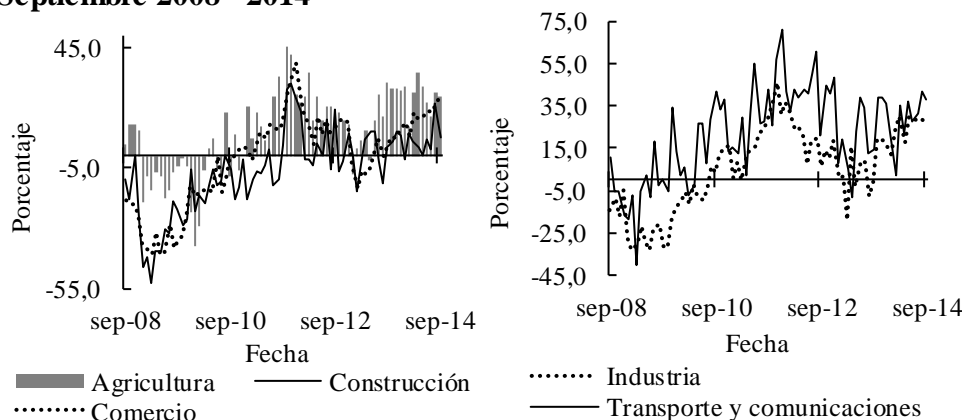 Septiembre 2008 - 2014
45,0
-5,0
-55,0
Porcentaje
sep-08 sep-10 sep-12 sep-14
Fecha
Agricultura Construcción
Comercio
75,0
55,0
35,0
15,0
-5,0
-25,0
-45,0
Porcentaje
sep-08 sep-10 sep-12 sep-14
Fecha
Industria
Transporte y comunicaciones